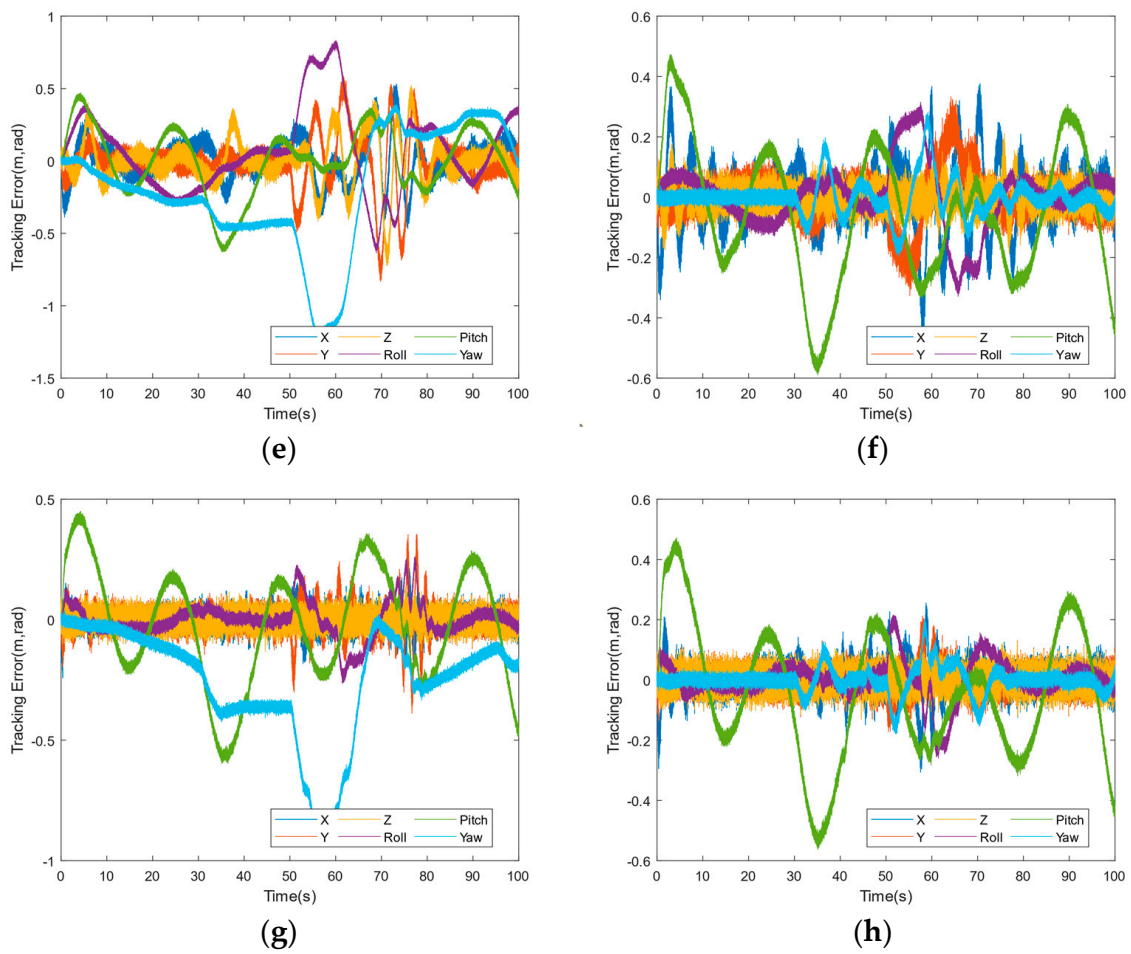 1
0.5
0
-0.5
-1
-1.5
Tracking Error(m,rad)
X Z Pitch
Y Roll Yaw
0 10 20 30 40 50 60 70 80 90 100
Time(s)
(e)
0.6
0.4
0.2
0
-0.2
-0.4
-0.6
Tracking Error(m,rad)
X Z Pitch
Y Roll Yaw
0 10 20 30 40 50 60 70 80 90 100
Time(s)
(f)
0.5
0
-0.5
-1
Tracking Error(m,rad)
X Z Pitch
Y Roll Yaw
0 10 20 30 40 50 60 70 80 90 100
Time(s)
(g)
0.6
0.4
0.2
0
-0.2
-0.4
-0.6
Tracking Error(m,rad)
X Z Pitch
Y Roll Yaw
0 10 20 30 40 50 60 70 80 90 100
Time(s)
(h)